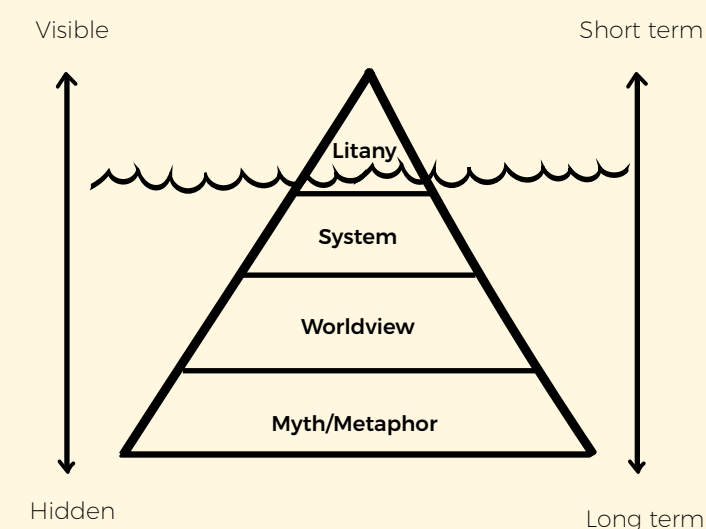 Visible
Short term
Litany
System
Worldview
Myth/Metaphor
Hidden
Long term